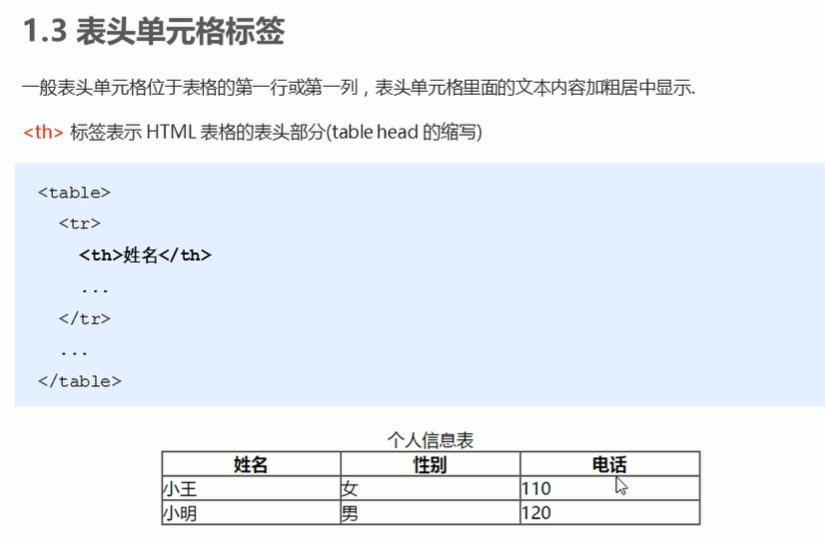 1.3 表头单元格标签
一般表头单元格位于表格的第一行或第一列，表头单元格里面的文本内容加粗居中显示.
<th> 标签表示 HTML 表格的表头部分(table head 的缩写)
<table>
<tr>
<th>姓名</th>
...
</tr>
...
</table>
个人信息表
姓名 性别 电话
小王 女 110
小明 男 120